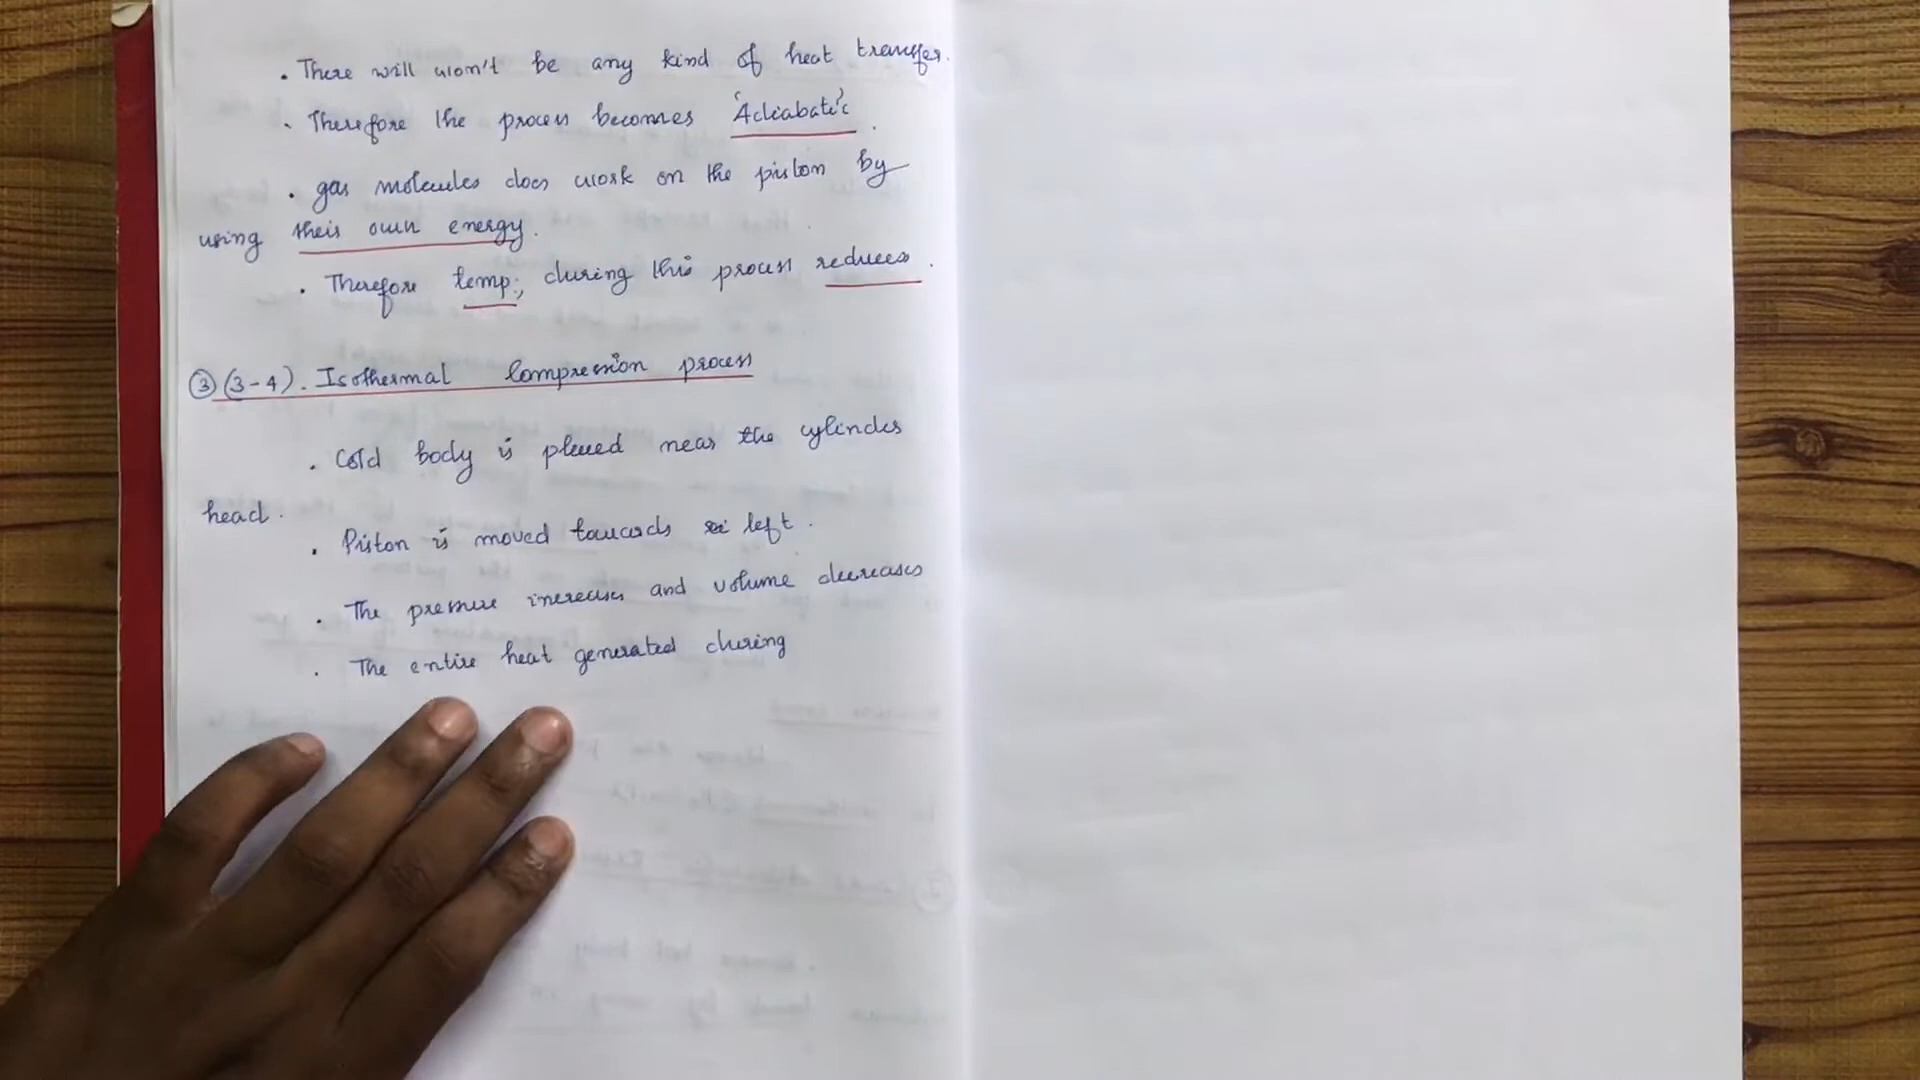 . There will won't be any kind of heat transfer.
. Therefore the process becomes 'Adiabatic'.
. gas molecules does work on the piston by
using their own energy.
. Therefore temp; during this process reduces.
③ (3-4). Isothermal Compression process
. Cold body is placed near the cylinder
head.
. Piston is moved towards left.
. The pressure increases and volume decreases
. The entire heat generated during